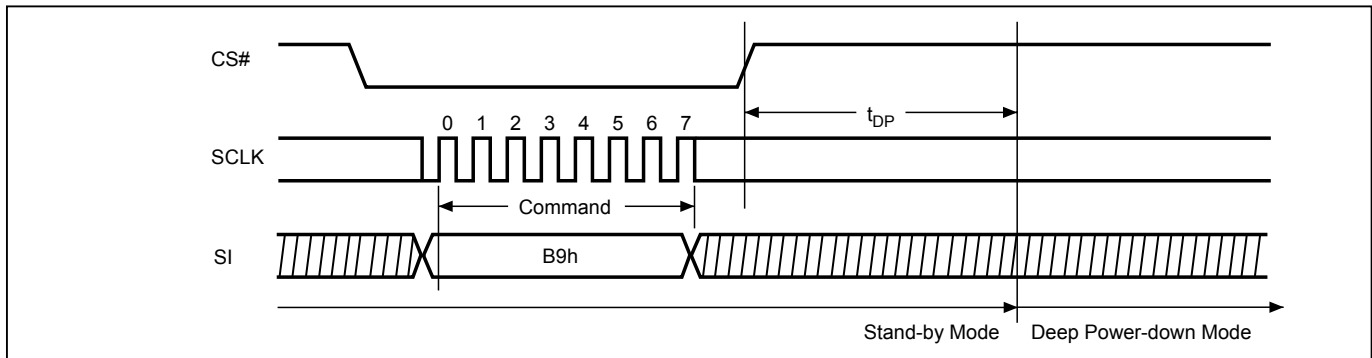 CS#
tDP
0 1 2 3 4 5 6 7
SCLK
Command
SI
B9h
Stand-by Mode
Deep Power-down Mode